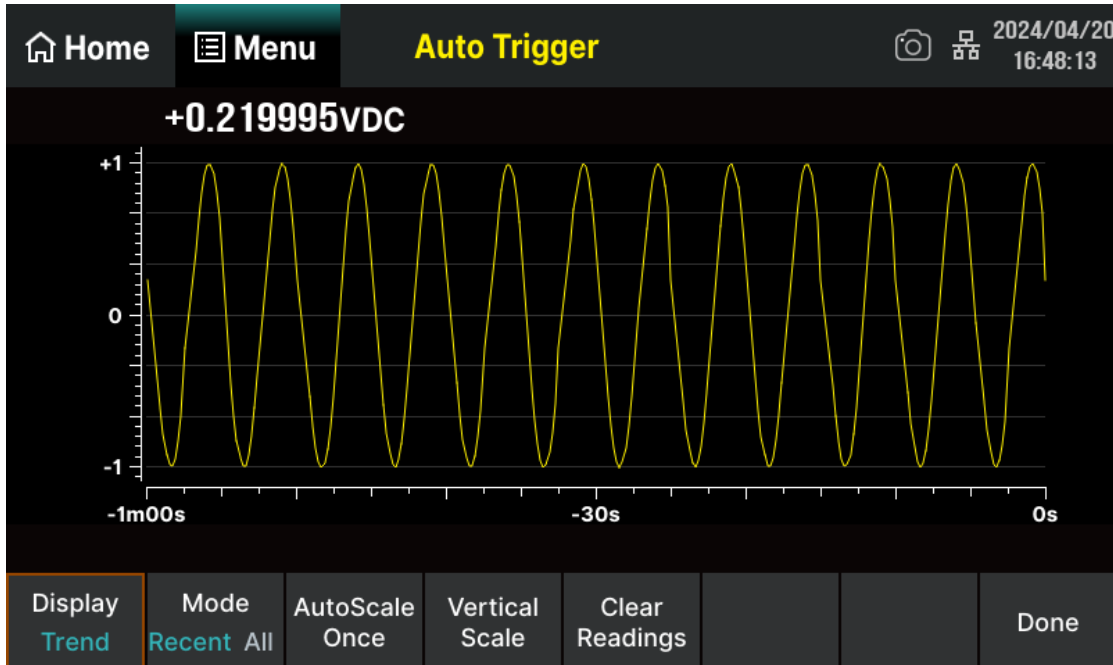 Home Menu Auto Trigger 2024/04/20
16:48:13
+0.219995VDC
+1
0
-1
-1m00s -30s 0s
Display Mode AutoScale Vertical Clear Done
Trend Recent All Once Scale Readings